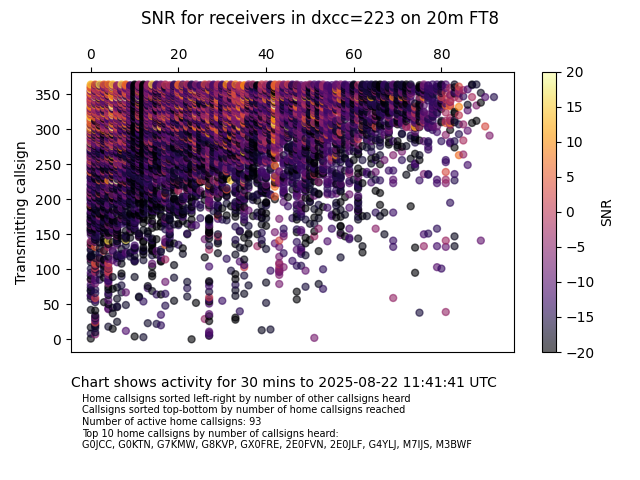 SNR for receivers in dxcc=223 on 20m FT8
0 20 40 60 80
350
300
250
200
150
100
50
0
Transmitting callsign
20
15
10
5
0
−5
−10
−15
−20
SNR
Chart shows activity for 30 mins to 2025-08-22 11:41:41 UTC
Home callsigns sorted left-right by number of other callsigns heard
Callsigns sorted top-bottom by number of home callsigns reached
Number of active home callsigns: 93
Top 10 home callsigns by number of callsigns heard:
G0JCC, G0KTN, G7KMW, G8KVP, GX0FRE, 2E0FVN, 2E0JLF, G4YLJ, M7IJS, M3BWF